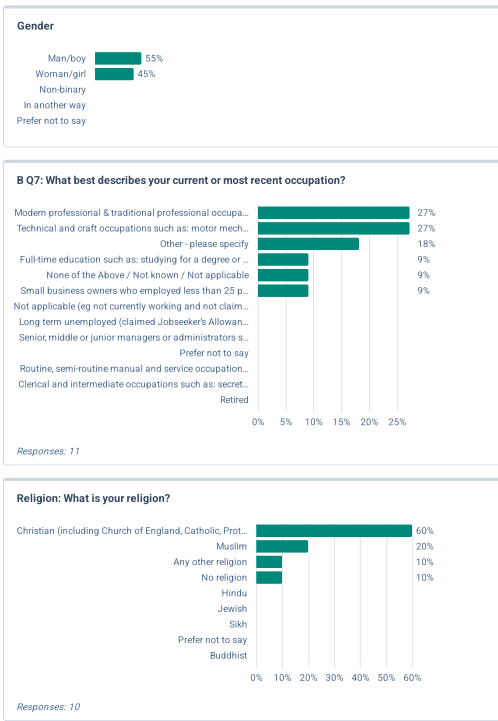 Gender
Man/boy 55%
Woman/girl 45%
Non-binary
In another way
Prefer not to say
B Q7: What best describes your current or most recent occupation?
Modern professional & traditional professional occupa... 27%
Technical and craft occupations such as: motor mech... 27%
Other - please specify 18%
Full-time education such as: studying for a degree or ... 9%
None of the Above / Not known / Not applicable 9%
Small business owners who employed less than 25 p... 9%
Not applicable (eg not currently working and not claim...
Long term unemployed (claimed Jobseeker's Allowan...
Senior, middle or junior managers or administrators s...
Prefer not to say
Routine, semi-routine manual and service occupation...
Clerical and intermediate occupations such as: secret...
Retired
0% 5% 10% 15% 20% 25%
Responses: 11
Religion: What is your religion?
Christian (including Church of England, Catholic, Prot... 60%
Muslim 20%
Any other religion 10%
No religion 10%
Hindu
Jewish
Sikh
Prefer not to say
Buddhist
0% 10% 20% 30% 40% 50% 60%
Responses: 10